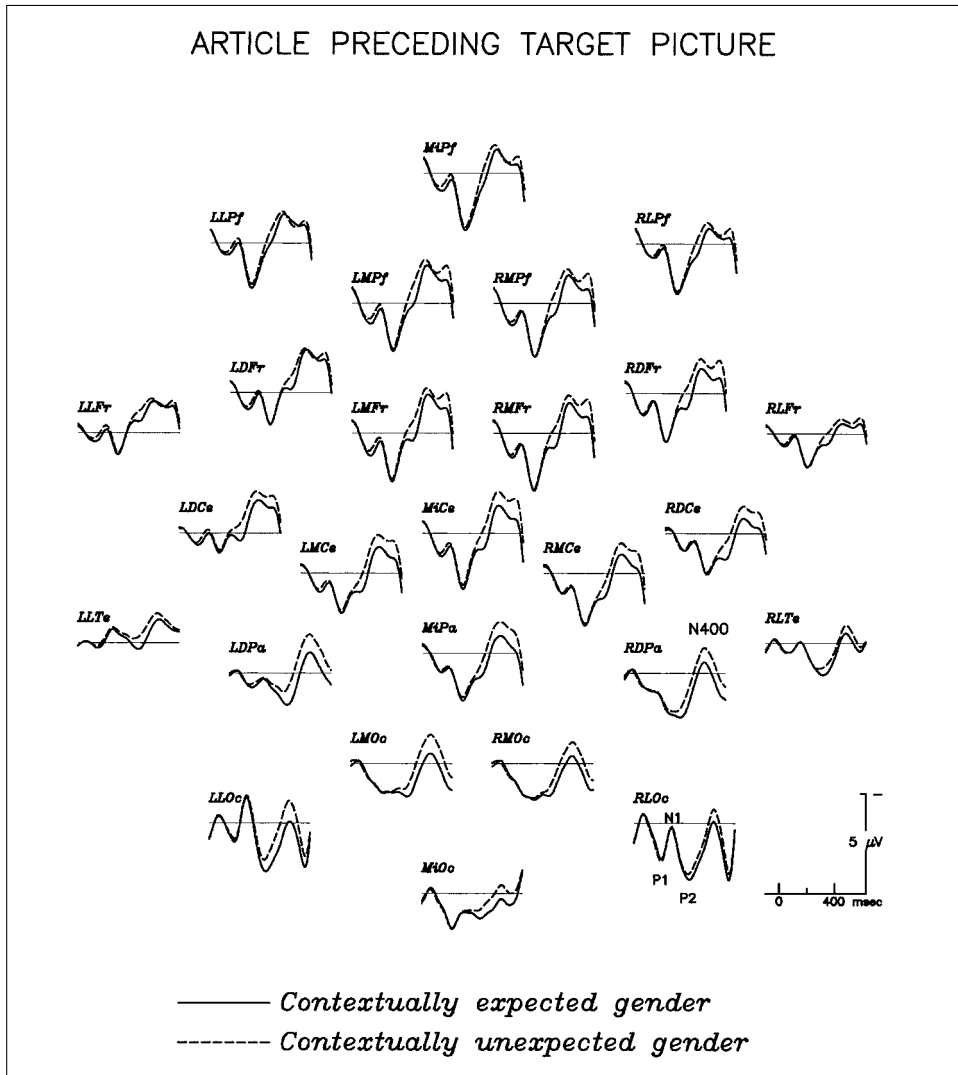 ARTICLE PRECEDING TARGET PICTURE
MiPf
LLPf
RLPf
LMPf
RMPf
LDFr
RDFr
LLFr
LMFr
RMFr
RLFr
LDCe
MiCe
RDCe
LMCe
RMCe
LLTe
N400
RLTe
LDPa
MiPa
RDPa
LMOc
RMOc
LLOc
RLOc
N1
5 μV
P1
MiOc
P2
0 400 msec
Contextually expected gender
Contextually unexpected gender